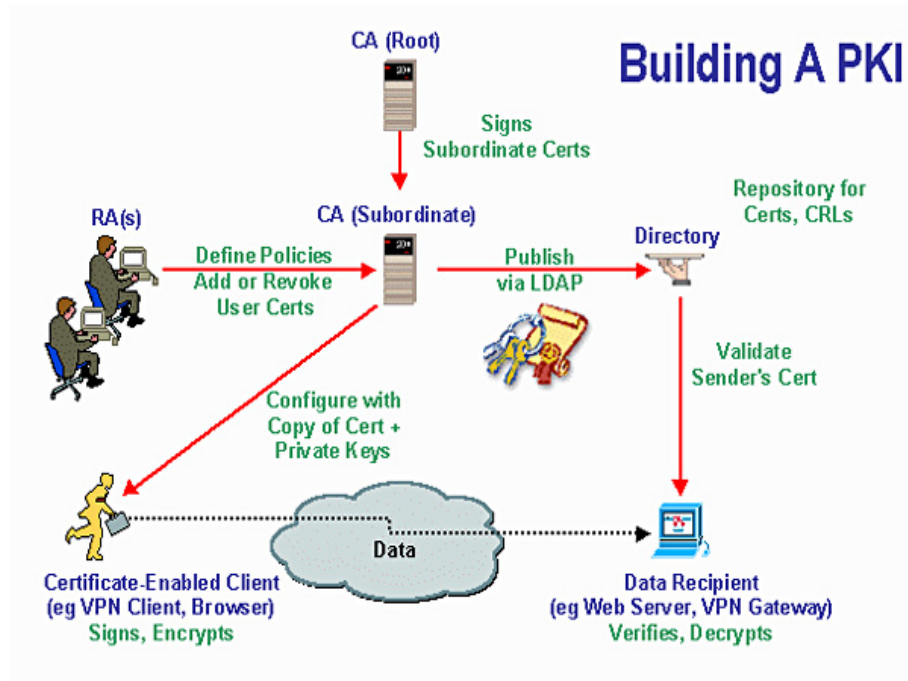 CA (Root)
Building A PKI
Signs
Subordinate Certs
Repository for
Certs, CRLs
RA(s)
CA (Subordinate)
Directory
Define Policies
Add or Revoke
User Certs
Publish
via LDAP
Validate
Sender's Cert
Configure with
Copy of Cert +
Private Keys
Data
Certificate-Enabled Client
(eg VPN Client, Browser)
Signs, Encrypts
Data Recipient
(eg Web Server, VPN Gateway)
Verifies, Decrypts